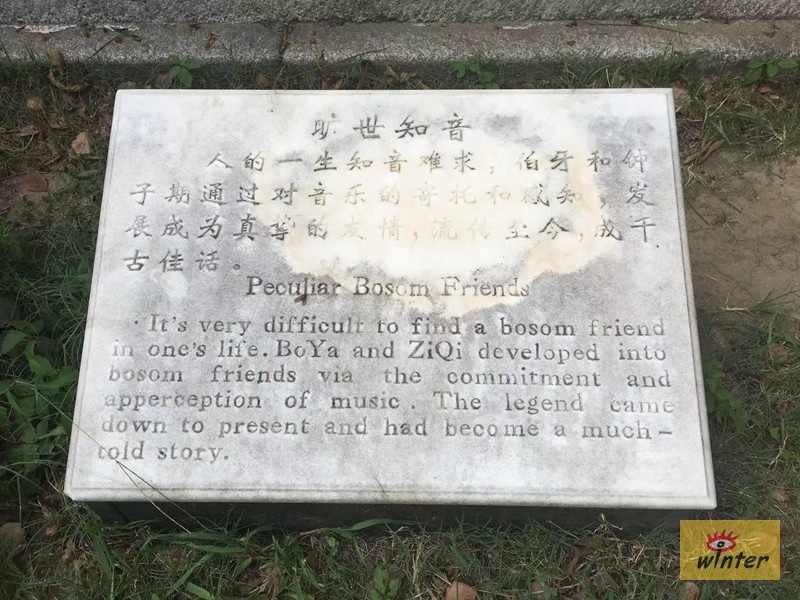 旷世知音
人的一生知音难求，伯牙和钟
子期通过对音乐的寄托和感知，发
展成为真挚的友情，流传至今，成千
古佳话。
Peculiar Bosom Friends
It's very difficult to find a bosom friend
in one's life. BoYa and ZiQi developed into
bosom friends via the commitment and
apperception of music. The legend came
down to present and had become a much-
told story.
winter